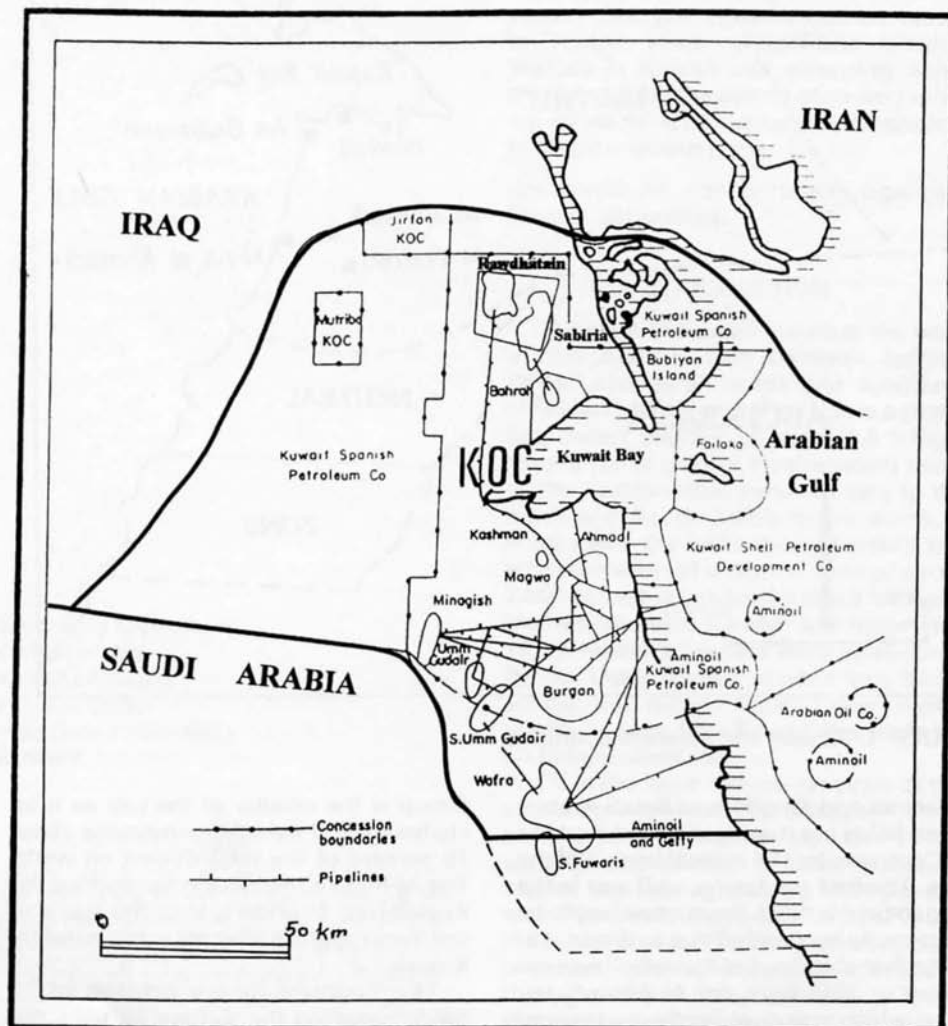 IRAN
IRAQ
Jirfan
KOC
Rawdhatain
Mutriba
KOC
Kuwait Spanish
Petroleum Co
Sabiria
Bubiyan
Island
Bahrah
Failaka
Arabian
Gulf
Kuwait Bay
Kuwait Spanish
Petroleum Co
KOC
Kashman
Ahmadi
Kuwait Shell Petroleum
Development Co
Magwa
Minagish
Aminoil
Umm
Gudair
SAUDI ARABIA
Aminoil
Kuwait Spanish
Petroleum Co.
Burgan
Arabian Oil Co.
S.Umm Gudair
Aminoil
Wafra
Aminoil
and Getty
S.Fuwaris
Concession
boundaries
Pipelines
0
50 km